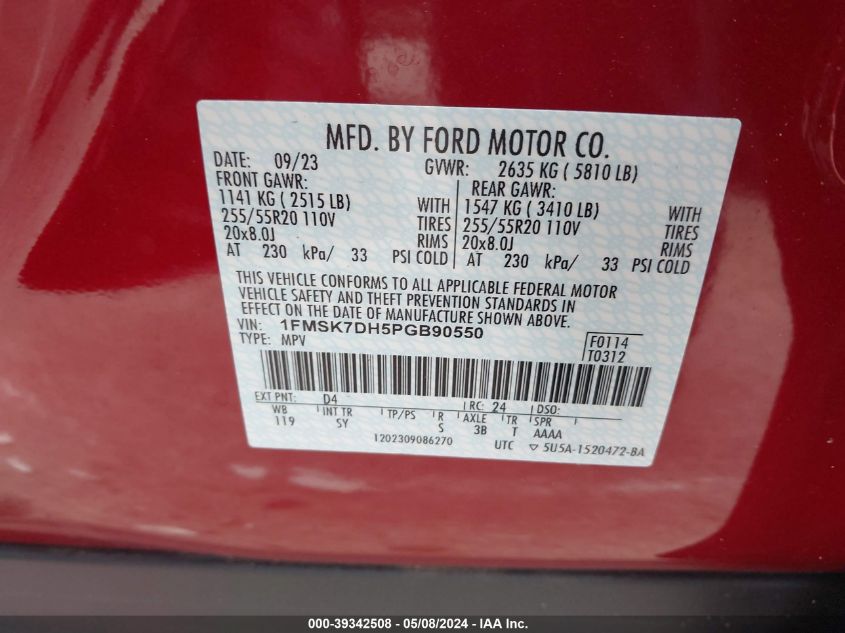 MFD. BY FORD MOTOR CO.
DATE: 09/23 GVWR: 2635 KG ( 5810 LB)
FRONT GAWR: REAR GAWR:
1141 KG ( 2515 LB) WITH 1547 KG ( 3410 LB) WITH
255/55R20 110V TIRES 255/55R20 110V TIRES
20x8.0J RIMS 20x8.0J RIMS
AT 230 kPa/ 33 PSI COLD AT 230 kPa/ 33 PSI COLD
THIS VEHICLE CONFORMS TO ALL APPLICABLE FEDERAL MOTOR
VEHICLE SAFETY AND THEFT PREVENTION STANDARDS IN
EFFECT ON THE DATE OF MANUFACTURE SHOWN ABOVE.
VIN: 1FMSK7DH5PGB90550
TYPE: MPV
F0114
T0312
EXT PNT: D4 RC: 24 DSO:
WB INT TR TP/PS R AXLE TR SPR
119 SY S 3B T AAAA
1202309086270 UTC ▽ 5U5A-1520472-BA
000-39342508 - 05/08/2024 - IAA Inc.